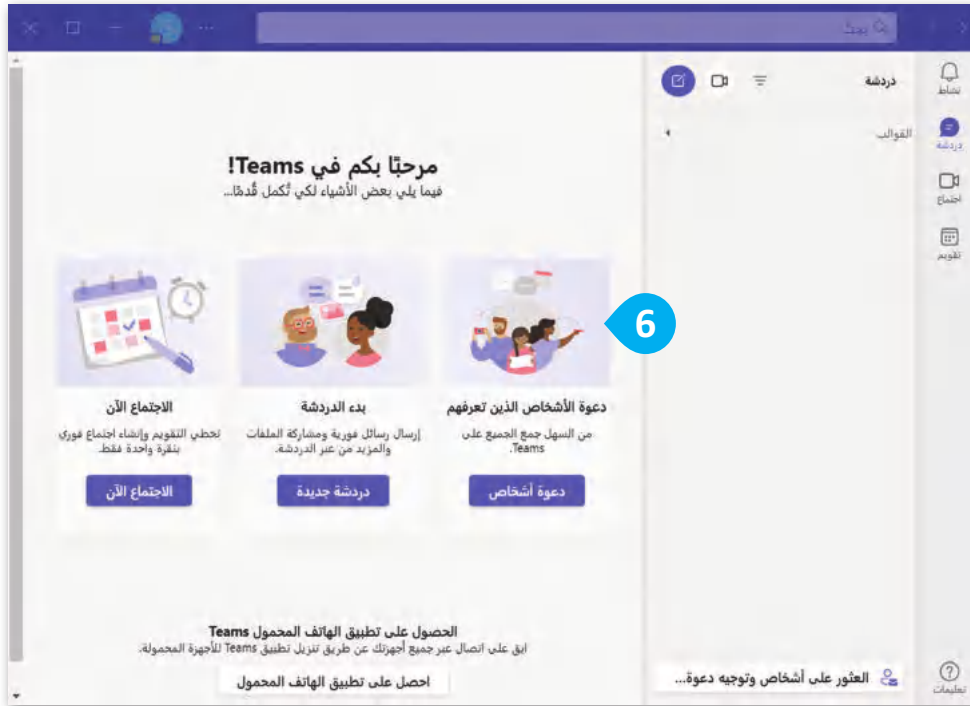 بحث
نشاط
دردشة
اجتماع
تقويم
تعليمات
دردشة
القوالب
العثور على أشخاص وتوجيه دعوة...
مرحبًا بكم في Teams!
فيما يلي بعض الأشياء لكي تُكمل قُدمًا...
6
دعوة الأشخاص الذين تعرفهم
من السهل جمع الجميع على
Teams.
دعوة أشخاص
بدء الدردشة
إرسال رسائل فورية ومشاركة الملفات
والمزيد من عبر الدردشة.
دردشة جديدة
الاجتماع الآن
تخطي التقويم وإنشاء اجتماع فوري
بنقرة واحدة فقط.
الاجتماع الآن
الحصول على تطبيق الهاتف المحمول Teams
ابق على اتصال عبر جميع أجهزتك عن طريق تنزيل تطبيق Teams للأجهزة المحمولة.
احصل على تطبيق الهاتف المحمول